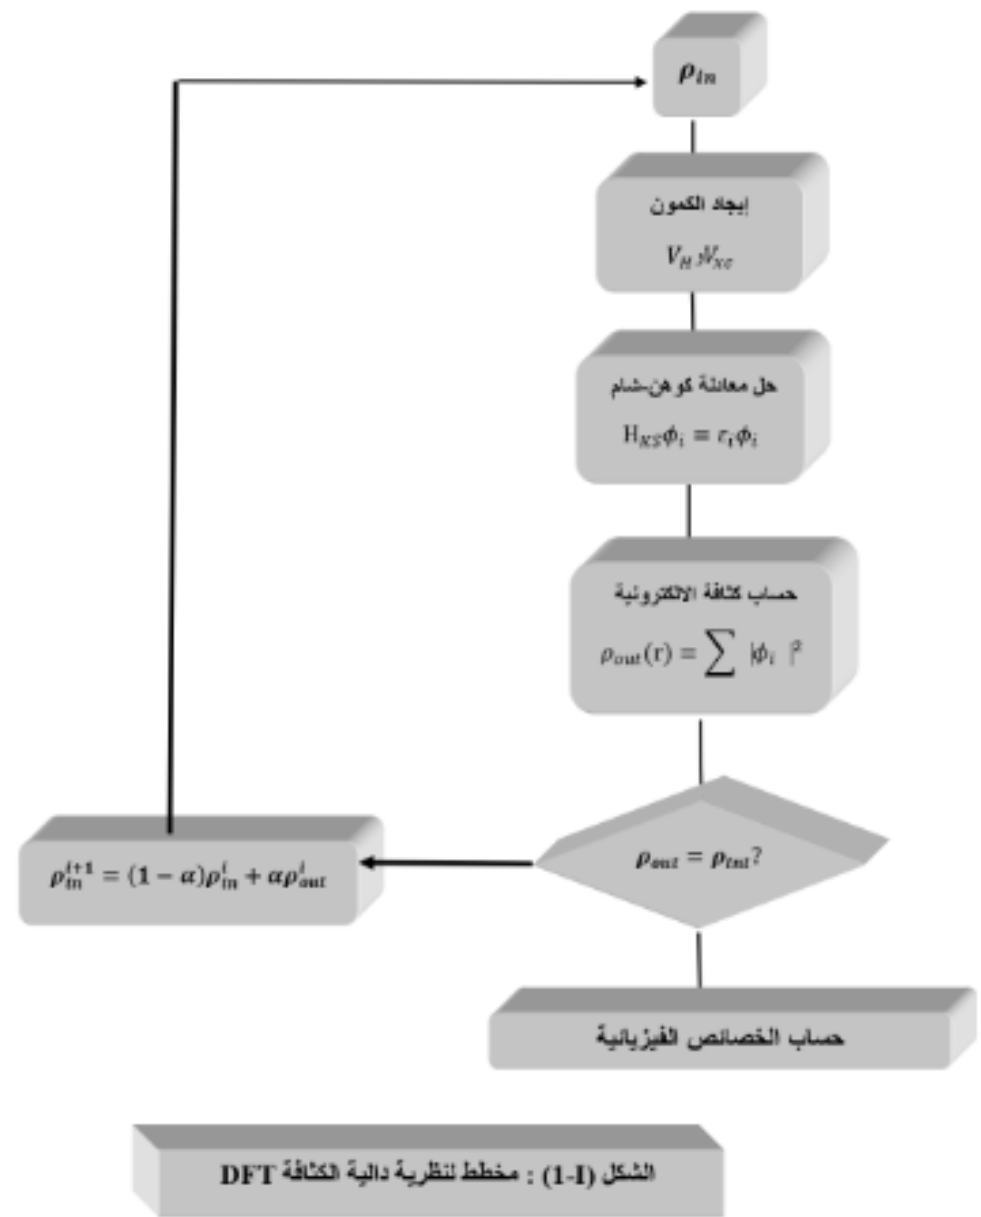 ρ_in
إيجاد الكمون
V_H و V_xc
حل معادلة كوهن-شام
H_KS ϕ_i = ε_i ϕ_i
حساب كثافة الالكترونية
ρ_out(r) = ∑ |ϕ_i |²
ρ_out = ρ_int?
ρ_in^{i+1} = (1 − α)ρ_in^i + αρ_out^i
حساب الخصائص الفيزيائية
الشكل (1-I) : مخطط لنظرية دالية الكثافة DFT